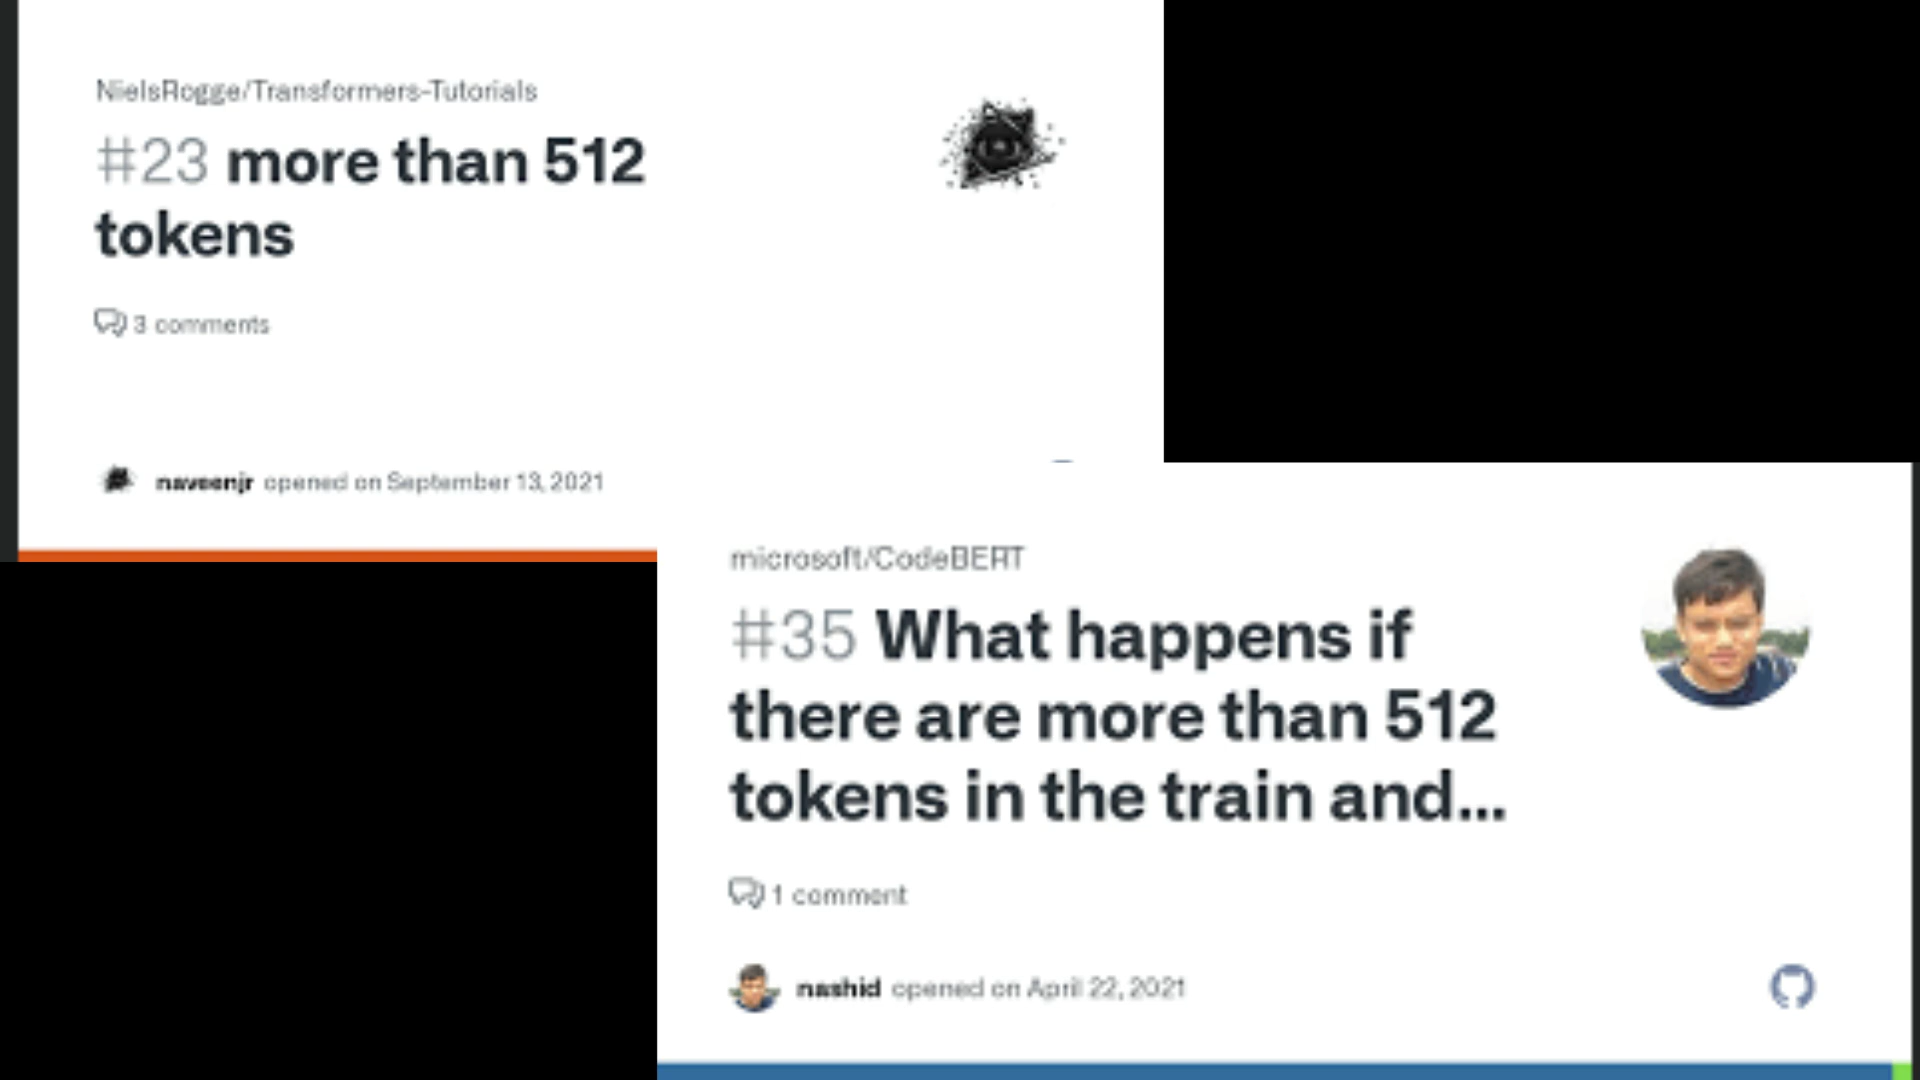 NielsRogge/Transformers-Tutorials
#23 more than 512
tokens
3 comments
naveenjr opened on September 13, 2021
microsoft/CodeBERT
#35 What happens if
there are more than 512
tokens in the train and...
1 comment
nashid opened on April 22, 2021